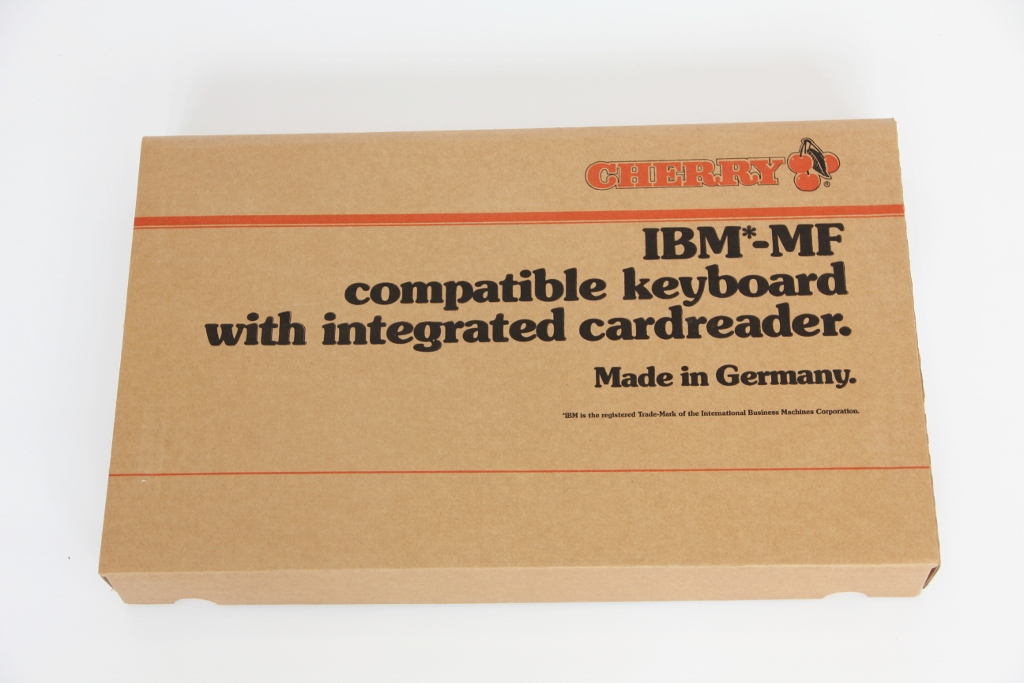 CHERRY®
IBM*-MF
compatible keyboard
with integrated cardreader.
Made in Germany.
*IBM is the registered Trade-Mark of the International Business Machines Corporation.